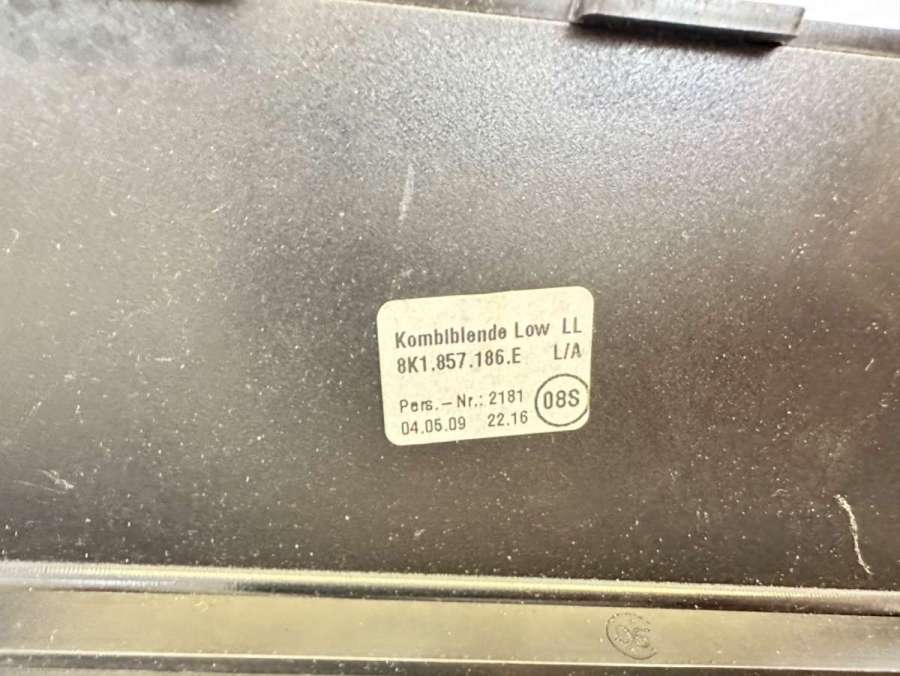 Kombiblende Low LL
8K1.857.186.E L/A
Pers.-Nr.: 2181
08S
04.05.09 22.16